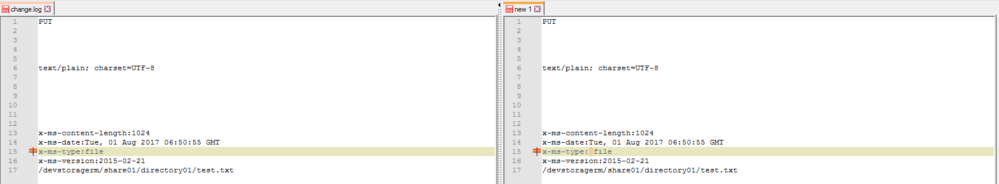 change.log
1 PUT
2
3
4
5
6 text/plain; charset=UTF-8
7
8
9
10
11
12
13 x-ms-content-length:1024
14 x-ms-date:Tue, 01 Aug 2017 06:50:55 GMT
15 x-ms-type:file
16 x-ms-version:2015-02-21
17 /devstoragerm/share01/directory01/test.txt
new 1
1 PUT
2
3
4
5
6 text/plain; charset=UTF-8
7
8
9
10
11
12
13 x-ms-content-length:1024
14 x-ms-date:Tue, 01 Aug 2017 06:50:55 GMT
15 x-ms-type: file
16 x-ms-version:2015-02-21
17 /devstoragerm/share01/directory01/test.txt